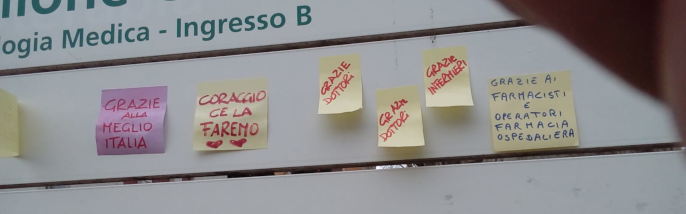 ologia Medica - Ingresso B
GRAZIE
ALLA
MEGLIO
ITALIA
CORAGGIO
CE LA
FAREMO
GRAZIE
DOTTORI
GRAZIE
DOTTORI
GRAZIE
INFERMIERI
GRAZIE AI
FARMACISTI
E
OPERATORI
FARMACIA
OSPEDALIERA